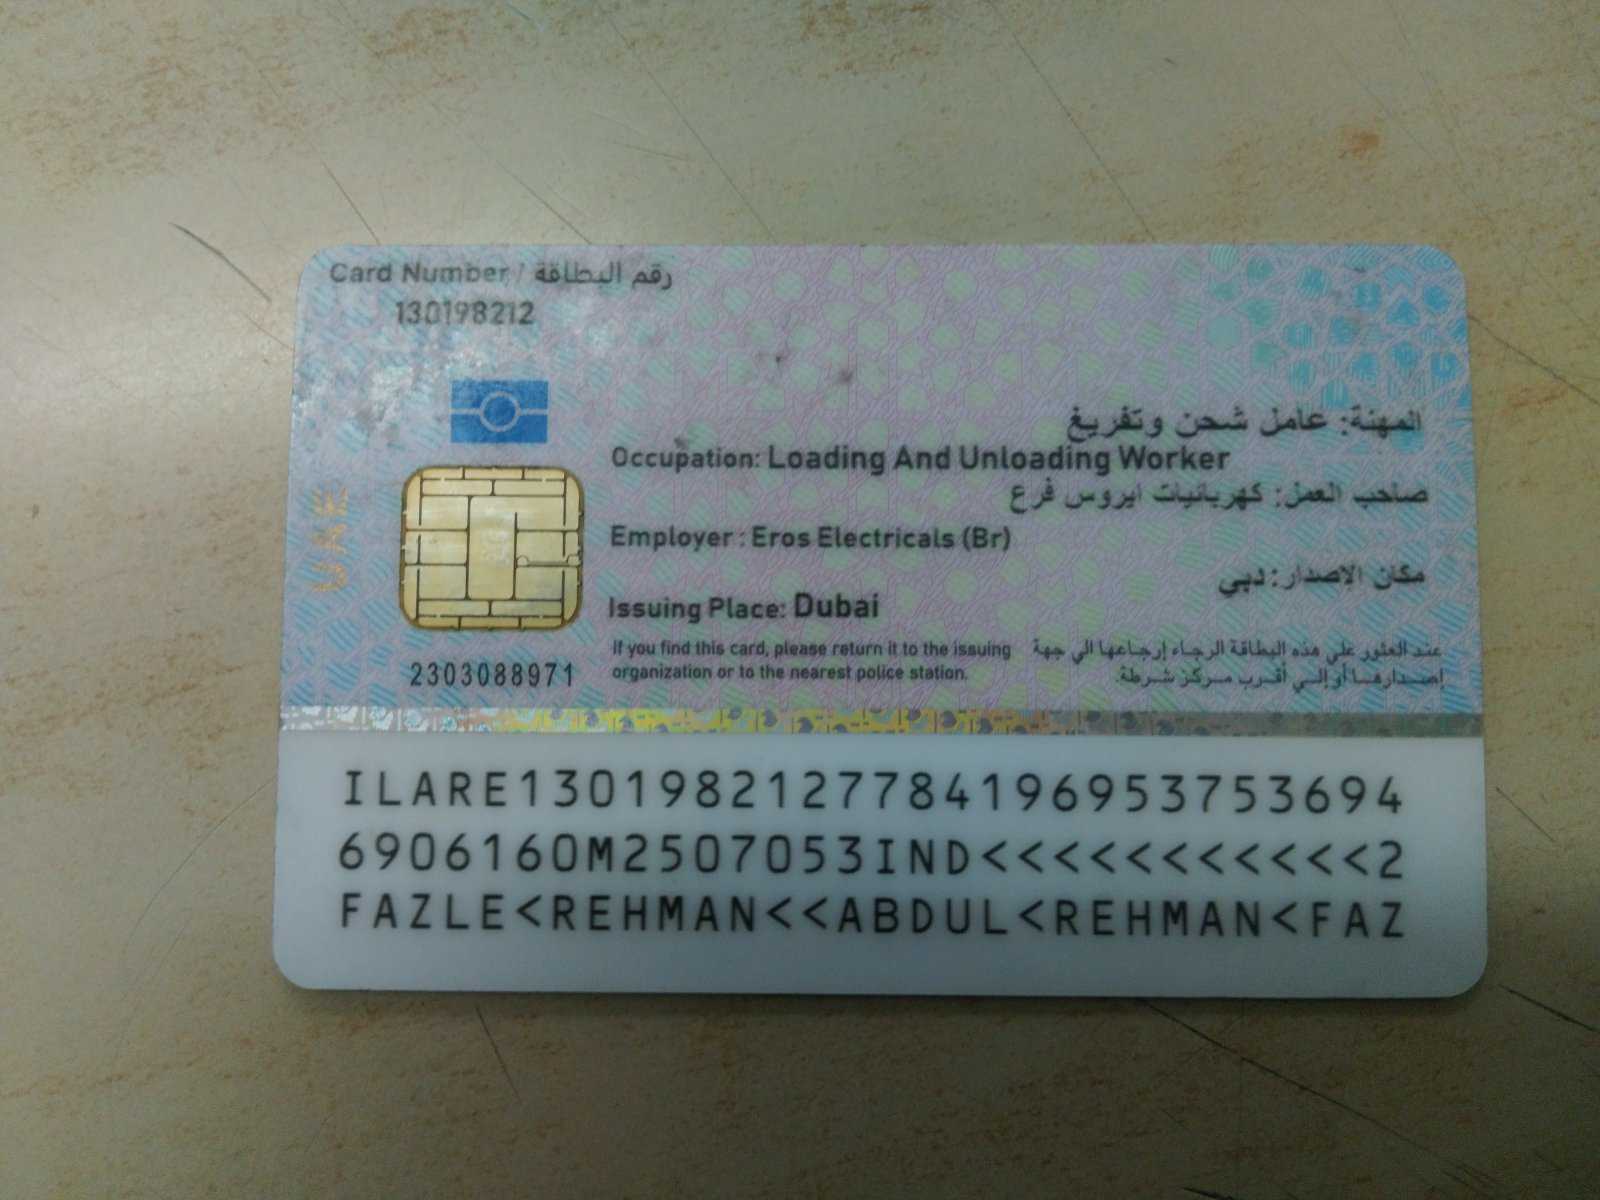 Card Number / رقم البطاقة
130198212
المهنة: عامل شحن وتفريغ
Occupation: Loading And Unloading Worker
صاحب العمل: كهربائيات ايروس فرع
Employer : Eros Electricals (Br)
مكان الإصدار: دبي
Issuing Place: Dubai
If you find this card, please return it to the issuing
organization or to the nearest police station.
عند العثور علي هذه البطاقة الرجاء إرجاعها الي جهة
إصدارها أو إلي أقرب مركز شرطة.
UAE
2303088971
ILARE1301982127784196953753694
6906160M2507053IND<<<<<<<<<<<2
FAZLE<REHMAN<<ABDUL<REHMAN<FAZ